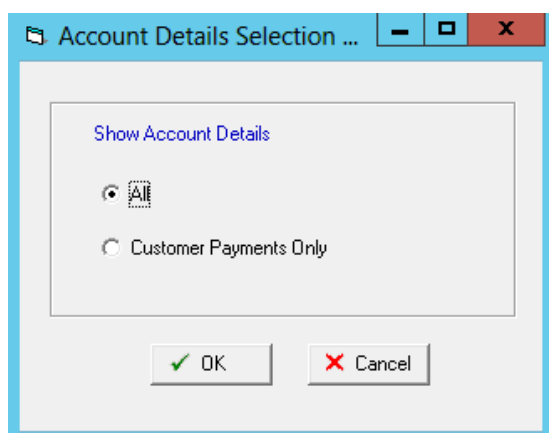 Account Details Selection ...
Show Account Details
All
Customer Payments Only
OK
Cancel